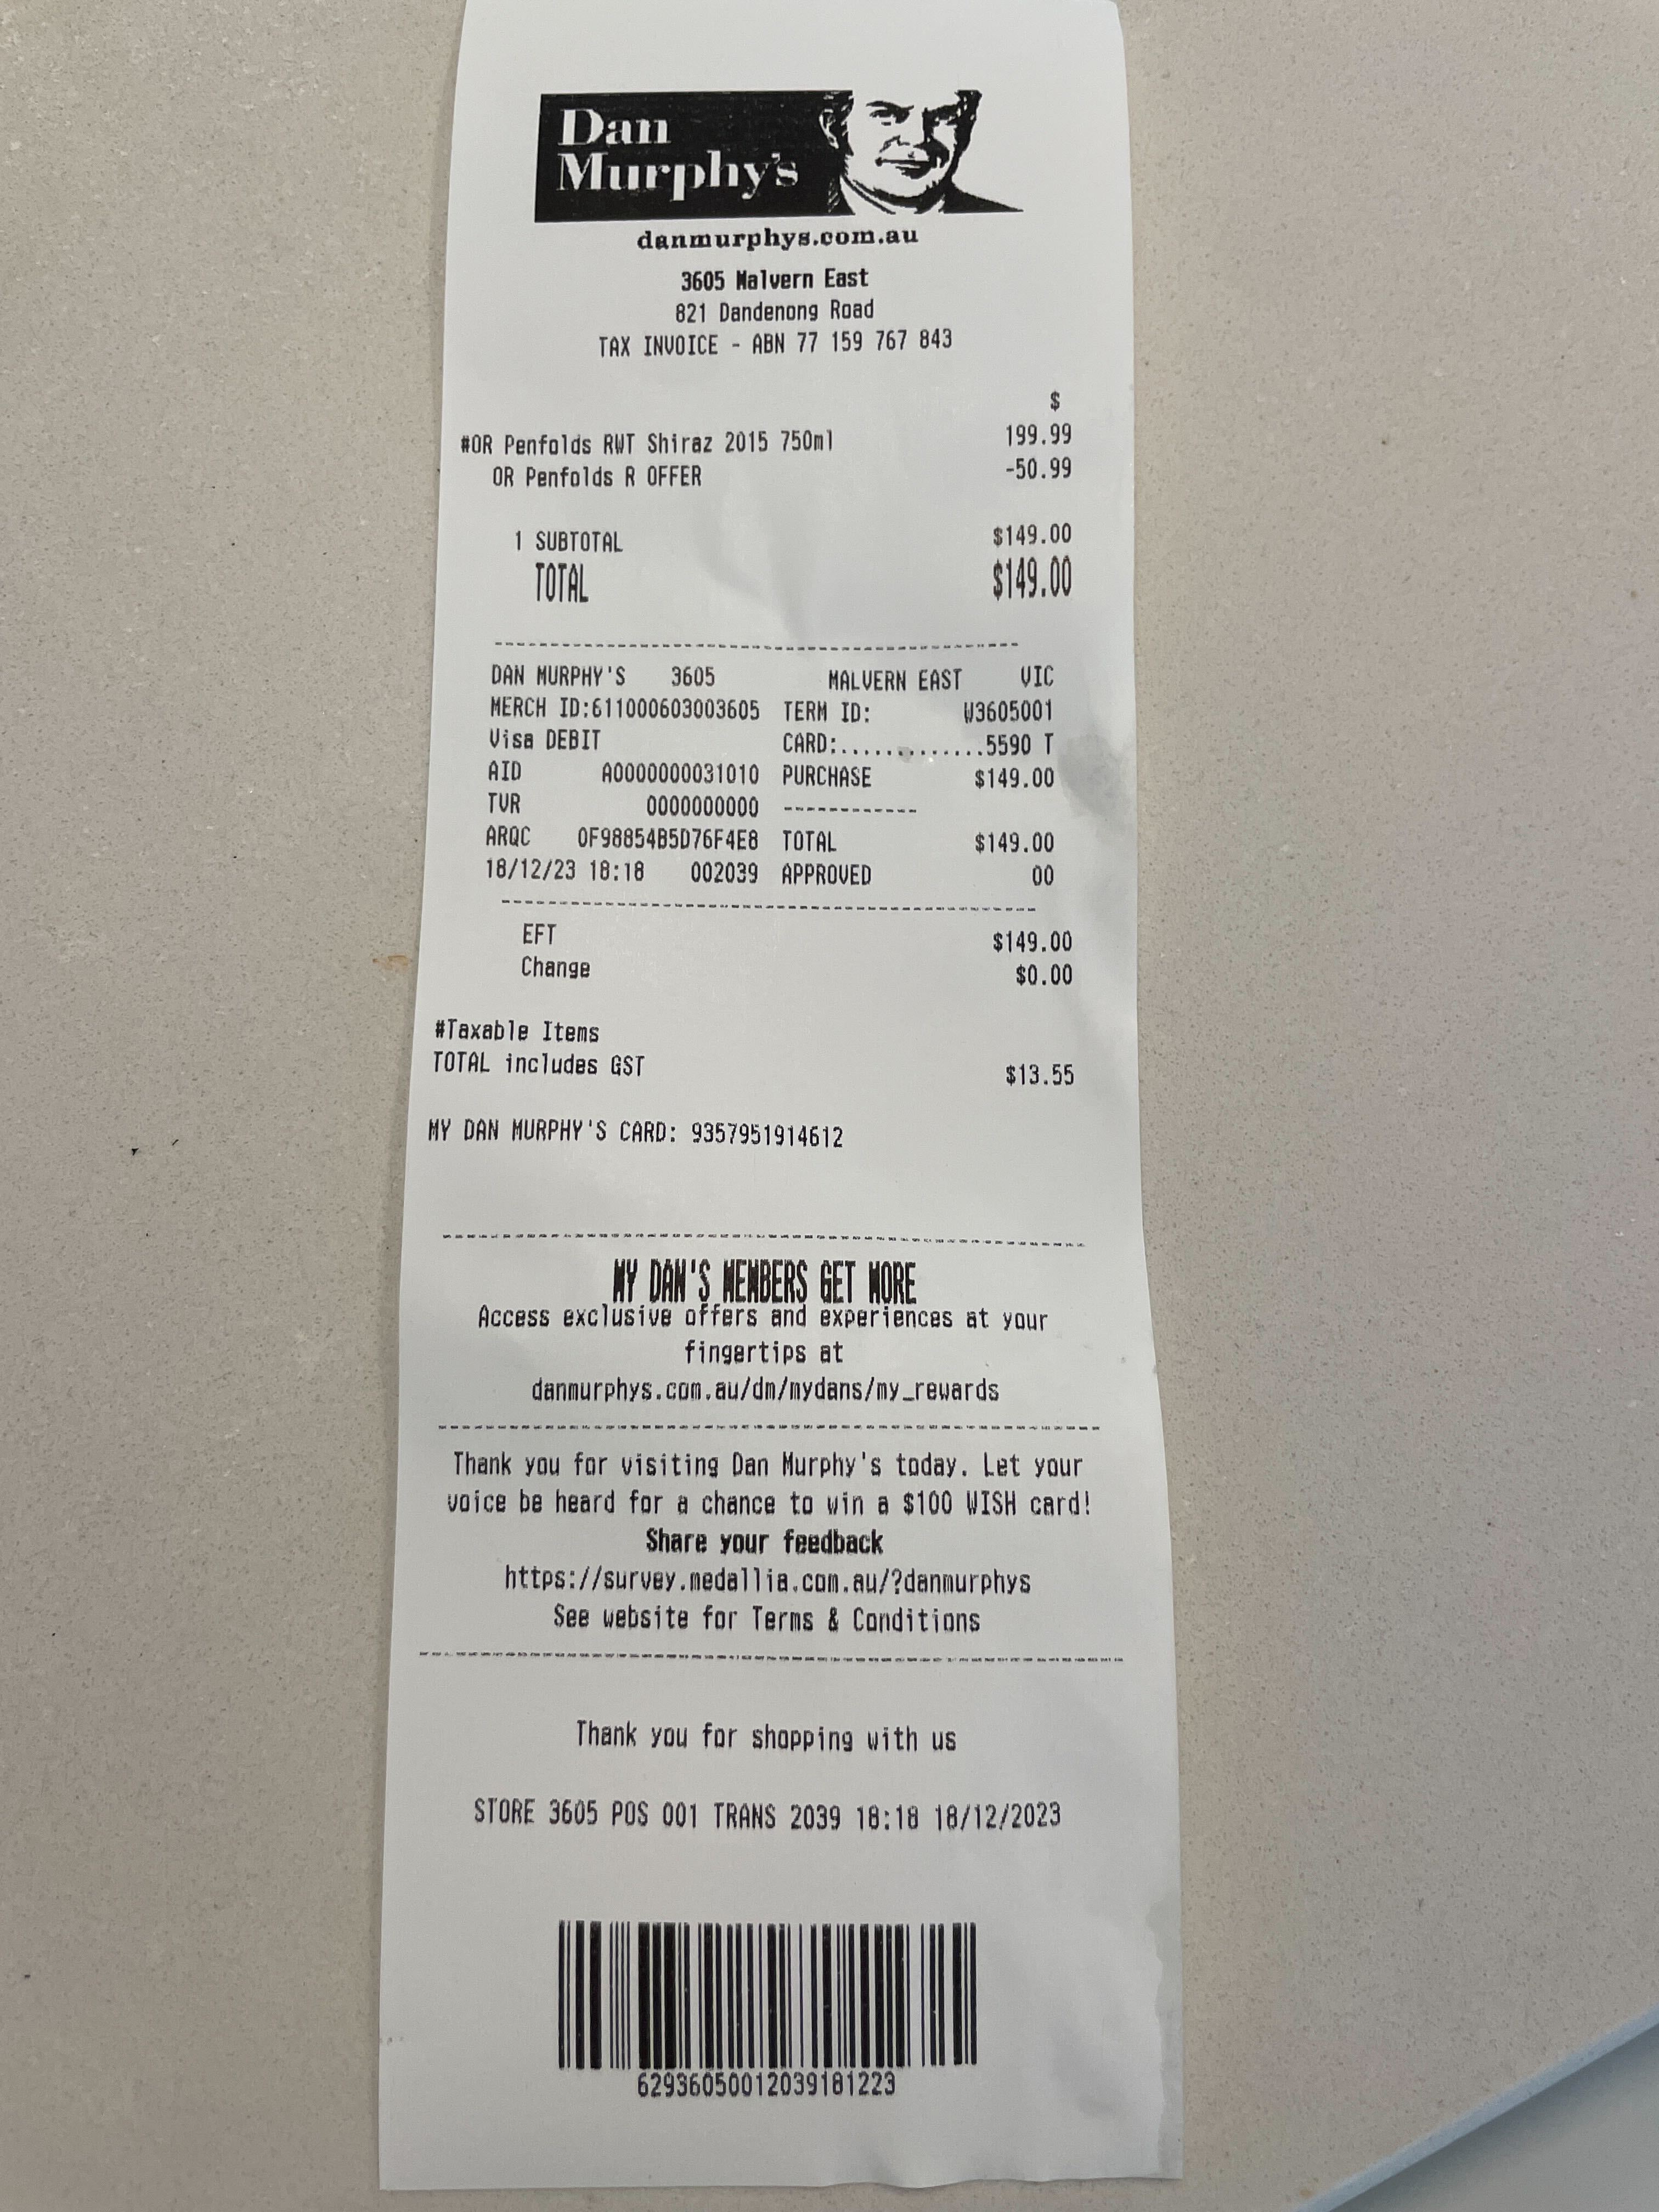 Dan
Murphy's
danmurphys.com.au
3605 Malvern East
821 Dandenong Road
TAX INVOICE - ABN 77 159 767 843
$
#OR Penfolds RWT Shiraz 2015 750ml 199.99
OR Penfolds R OFFER -50.99
1 SUBTOTAL $149.00
TOTAL $149.00
DAN MURPHY'S 3605 MALVERN EAST VIC
MERCH ID:611000603003605 TERM ID: W3605001
Visa DEBIT CARD:.............5590 T
AID A0000000031010 PURCHASE $149.00
TVR 0000000000 ------------
ARQC 0F98854B5D76F4E8 TOTAL $149.00
18/12/23 18:18 002039 APPROVED 00
EFT $149.00
Change $0.00
#Taxable Items
TOTAL includes GST $13.55
MY DAN MURPHY'S CARD: 9357951914612
MY DAN'S MEMBERS GET MORE
Access exclusive offers and experiences at your
fingertips at
danmurphys.com.au/dm/mydans/my_rewards
Thank you for visiting Dan Murphy's today. Let your
voice be heard for a chance to win a $100 WISH card!
Share your feedback
https://survey.medallia.com.au/?danmurphys
See website for Terms & Conditions
Thank you for shopping with us
STORE 3605 POS 001 TRANS 2039 18:18 18/12/2023
62936050012039181223